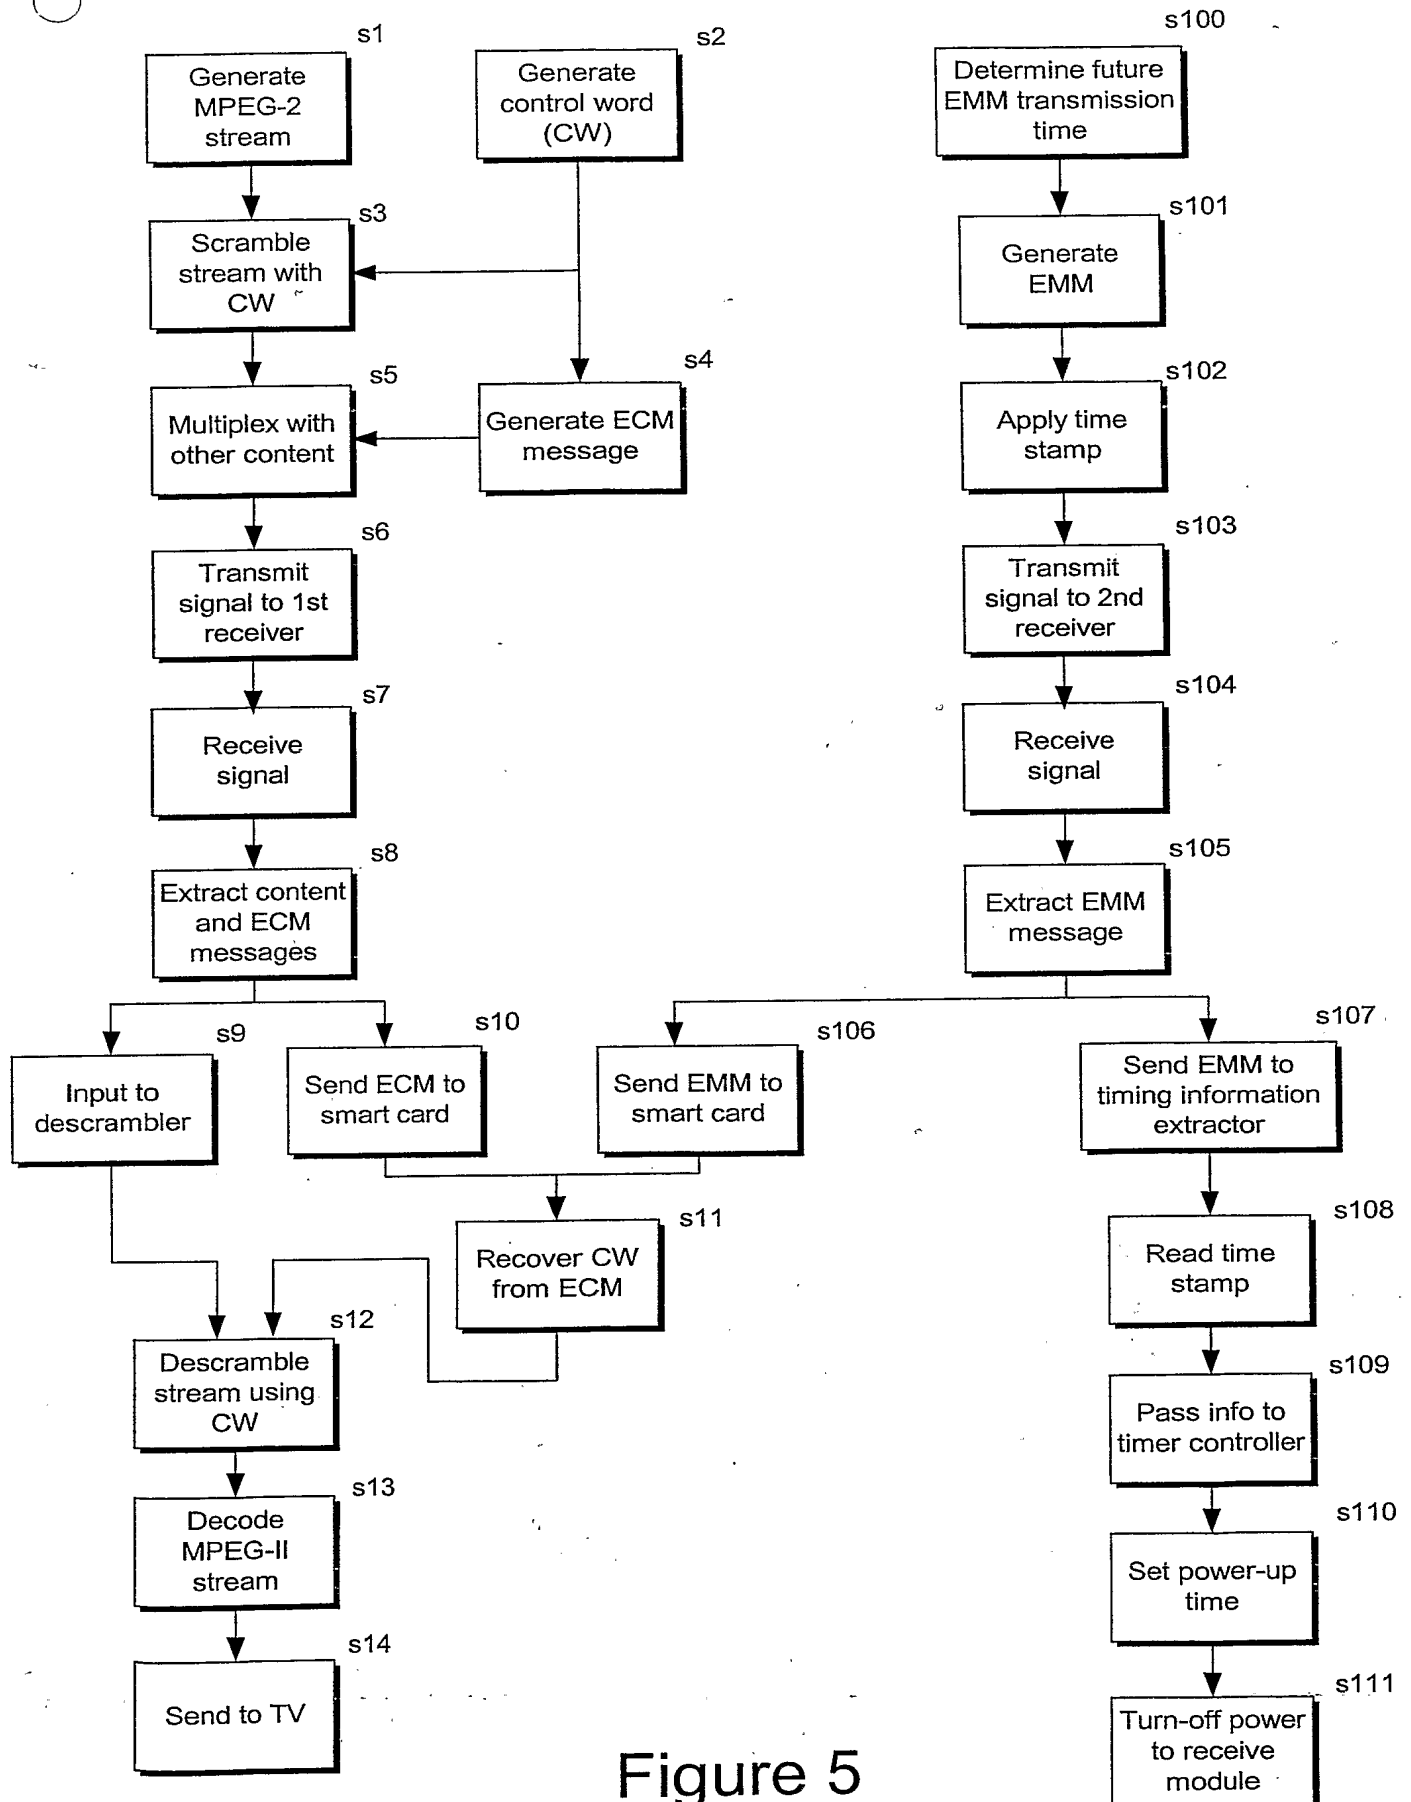 s1
Generate
MPEG-2
stream
s2
Generate
control word
(CW)
s3
Scramble
stream with
CW
s4
Generate ECM
message
s5
Multiplex with
other content
s6
Transmit
signal to 1st
receiver
s7
Receive
signal
s8
Extract content
and ECM
messages
s9
Input to
descrambler
s10
Send ECM to
smart card
s106
Send EMM to
smart card
s11
Recover CW
from ECM
s12
Descramble
stream using
CW
s13
Decode
MPEG-II
stream
s14
Send to TV
s100
Determine future
EMM transmission
time
s101
Generate
EMM
s102
Apply time
stamp
s103
Transmit
signal to 2nd
receiver
s104
Receive
signal
s105
Extract EMM
message
s107
Send EMM to
timing information
extractor
s108
Read time
stamp
s109
Pass info to
timer controller
s110
Set power-up
time
s111
Turn-off power
to receive
module
Figure 5